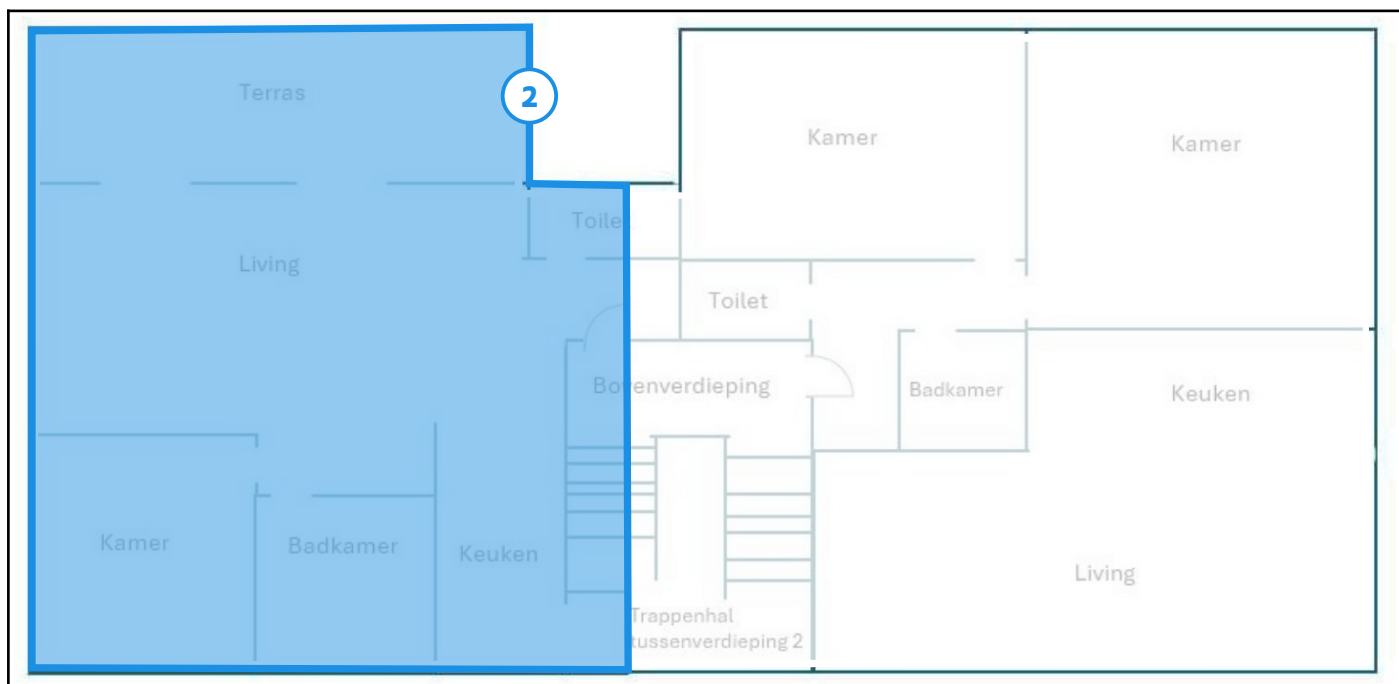 Terras
2
Kamer
Kamer
Toilet
Living
Toilet
Bovenverdieping
Badkamer
Keuken
Kamer
Badkamer
Keuken
Living
Trappenhal
tussenverdieping 2